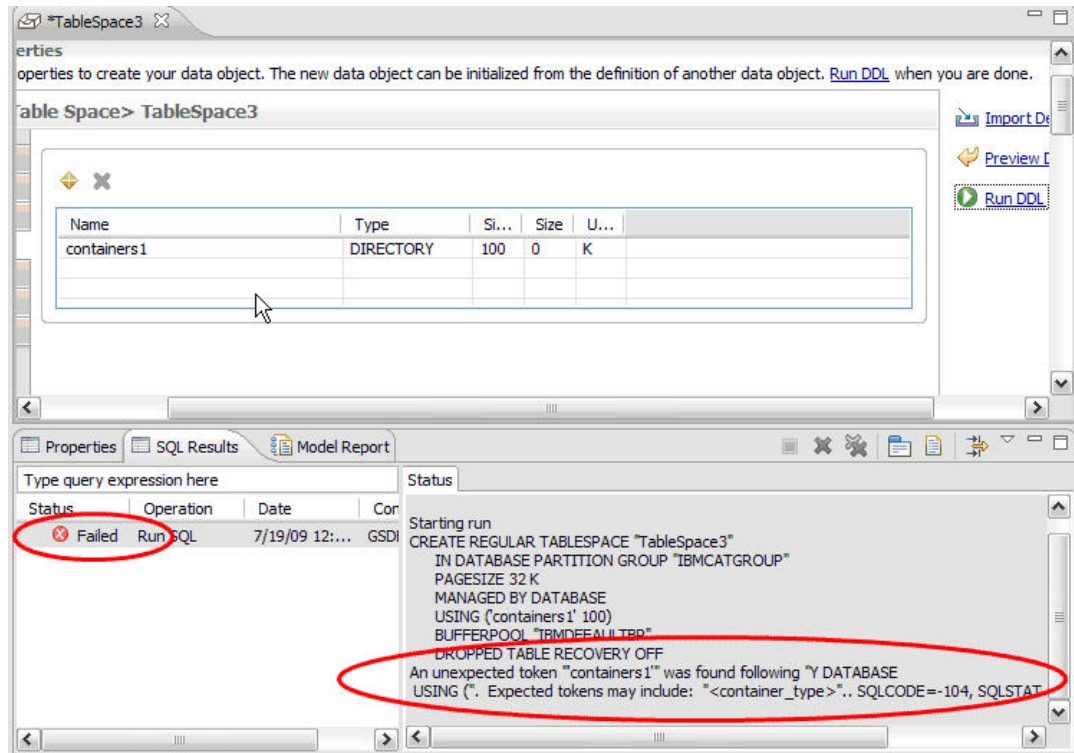 *TableSpace3
erties
operties to create your data object. The new data object can be initialized from the definition of another data object. Run DDL when you are done.
able Space> TableSpace3
Import De
Preview D
Run DDL
Name Type Si... Size U...
containers1 DIRECTORY 100 0 K
Properties SQL Results Model Report
Type query expression here
Status
Status Operation Date Con
Failed Run SQL 7/19/09 12:... GSDI
Starting run
CREATE REGULAR TABLESPACE "TableSpace3"
IN DATABASE PARTITION GROUP "IBMCATGROUP"
PAGESIZE 32 K
MANAGED BY DATABASE
USING ('containers1' 100)
BUFFERPOOL "IBMDEFAULTBP"
DROPPED TABLE RECOVERY OFF
An unexpected token "'containers1'" was found following "Y DATABASE
USING (". Expected tokens may include: "<container_type>".. SQLCODE=-104, SQLSTAT